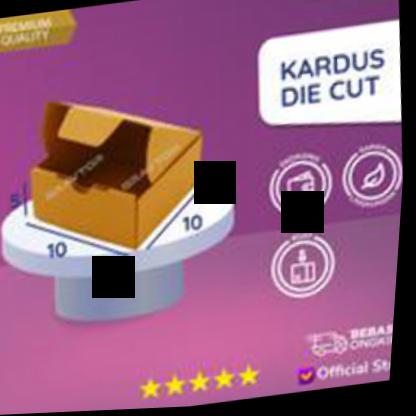 PREMIUM
QUALITY
KARDUS
DIE CUT
5
10
10
BEBAS
ONGKI
Official St